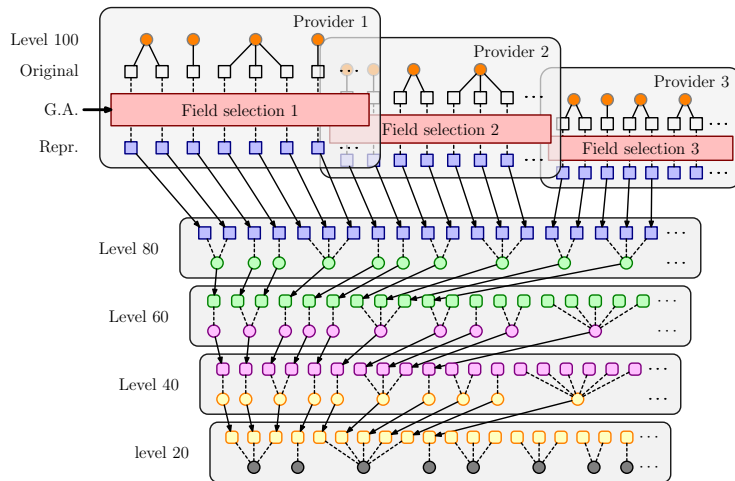 Provider 1
Level 100
Provider 2
Original
...
Provider 3
G.A.
Field selection 1
...
...
Field selection 2
Field selection 3
Repr.
...
...
...
Level 80
...
...
Level 60
...
...
Level 40
...
...
level 20
...
...